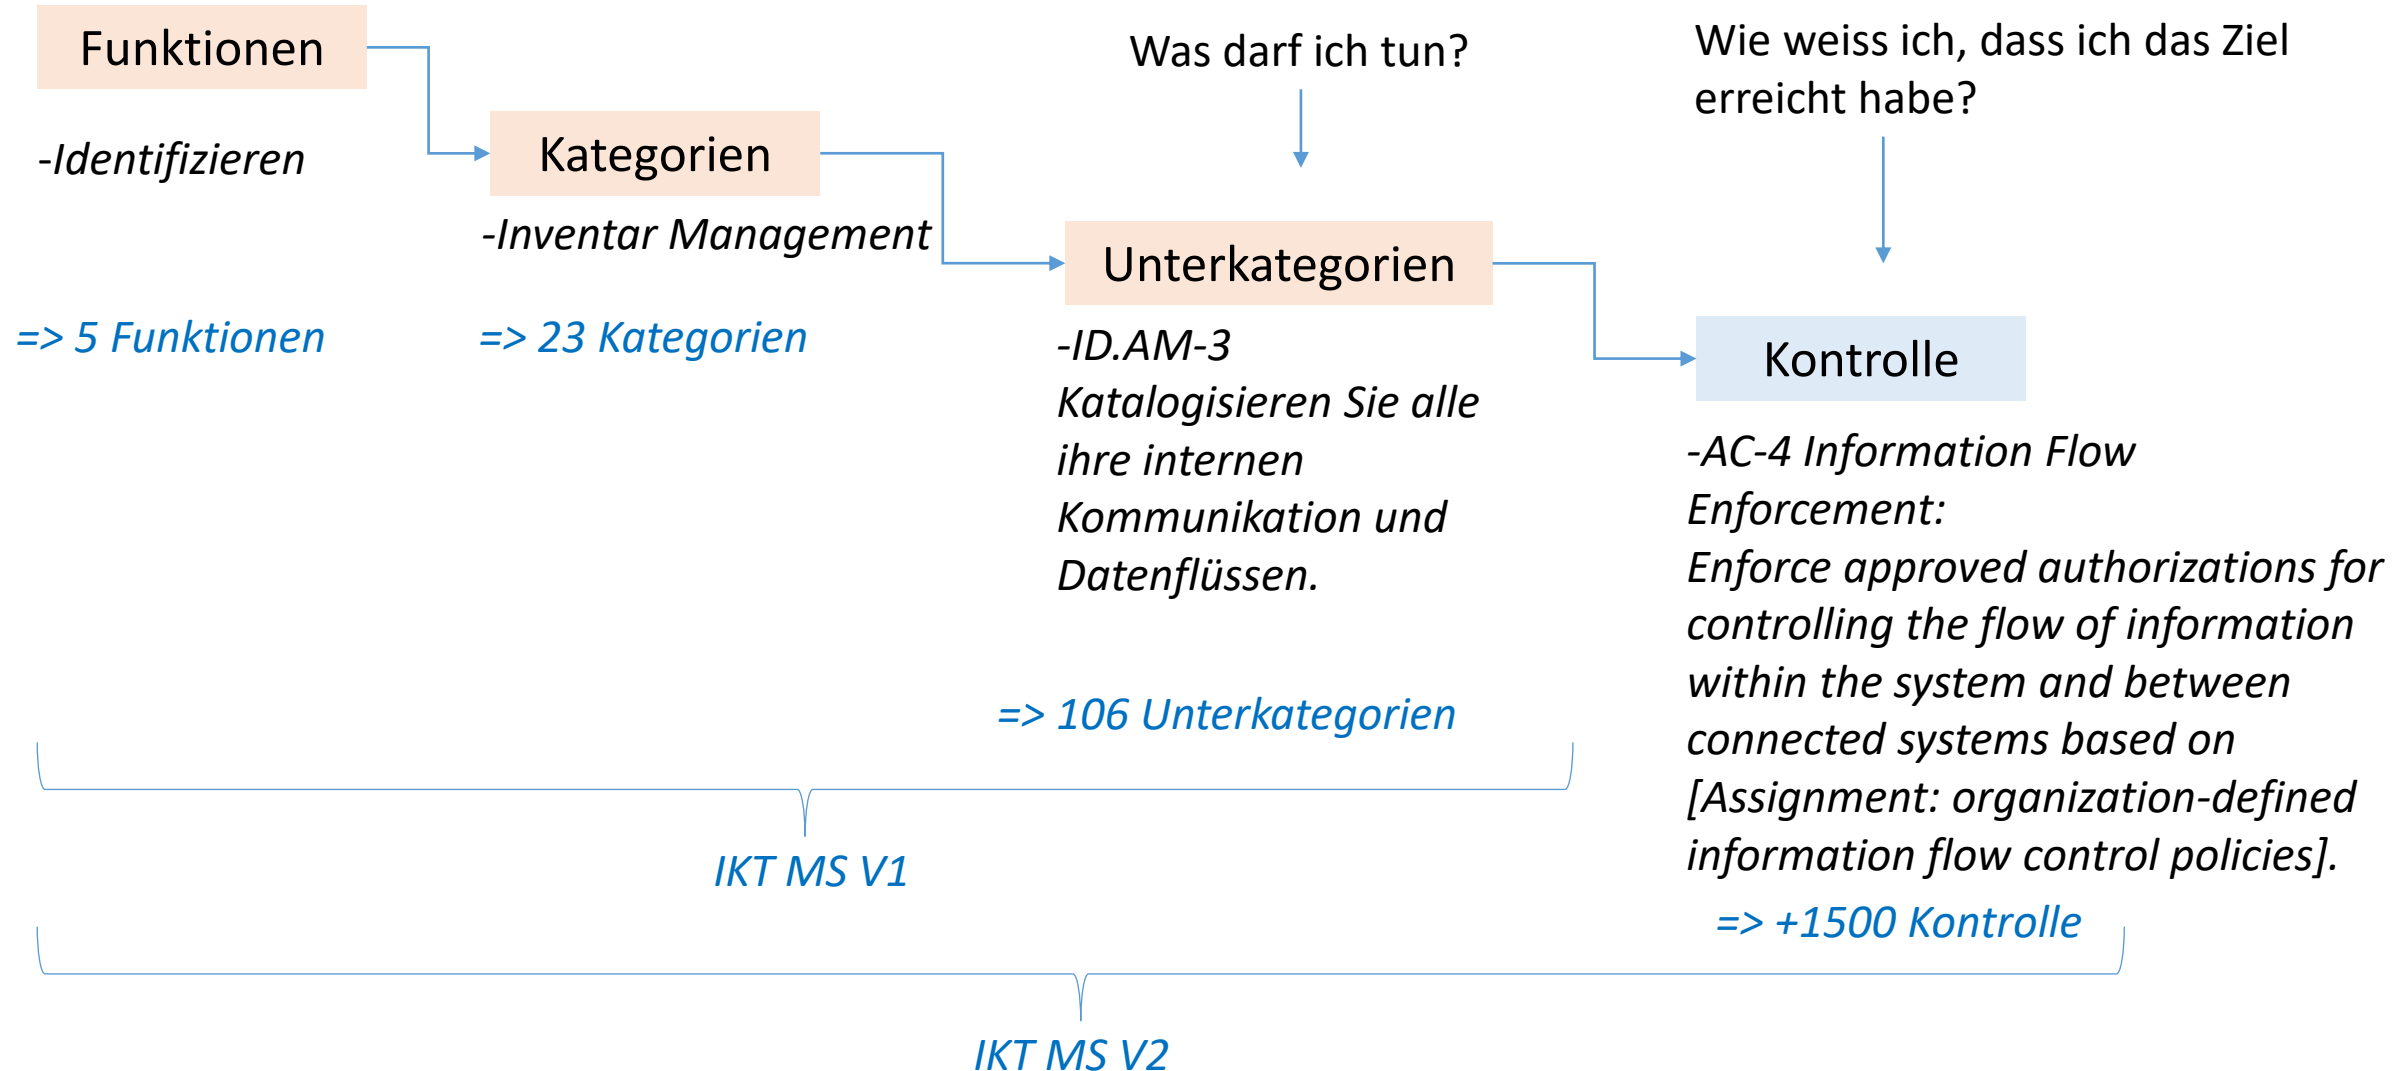 Funktionen
-Identifizieren
=> 5 Funktionen
Kategorien
-Inventar Management
=> 23 Kategorien
Was darf ich tun?
Unterkategorien
-ID.AM-3
Katalogisieren Sie alle
ihre internen
Kommunikation und
Datenflüssen.
=> 106 Unterkategorien
Wie weiss ich, dass ich das Ziel
erreicht habe?
Kontrolle
-AC-4 Information Flow
Enforcement:
Enforce approved authorizations for
controlling the flow of information
within the system and between
connected systems based on
[Assignment: organization-defined
information flow control policies].
=> +1500 Kontrolle
IKT MS V1
IKT MS V2